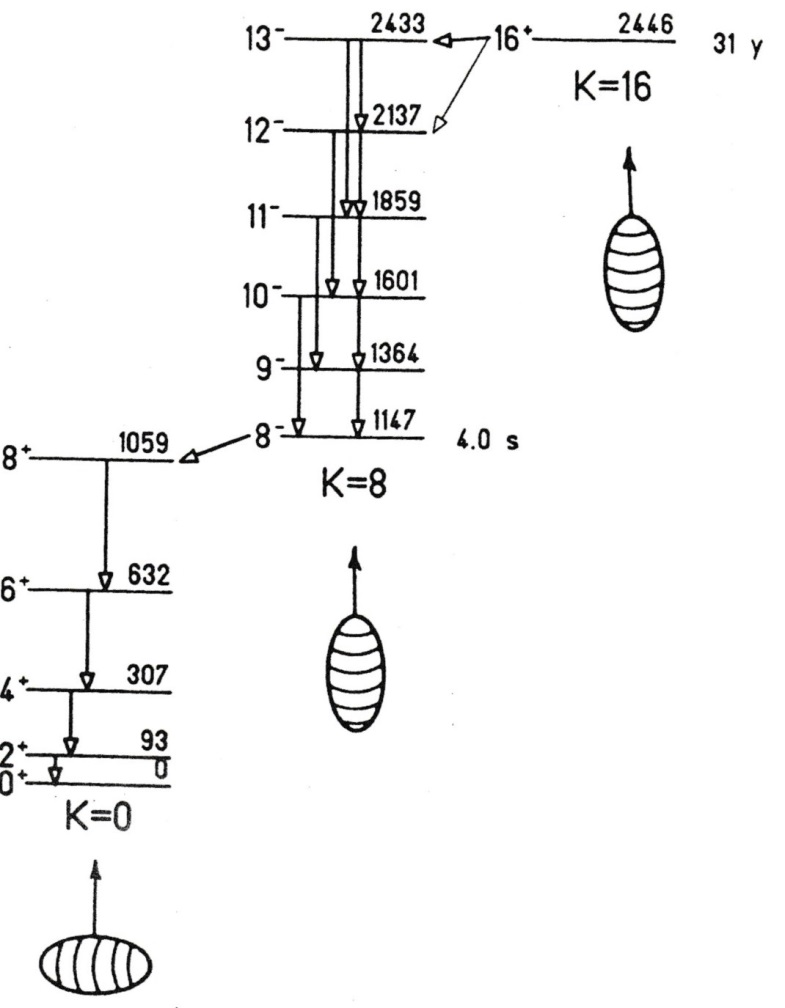 13⁻ 2433 16⁺ 2446 31 y
K=16
12⁻ 2137
11⁻ 1859
10⁻ 1601
9⁻ 1364
8⁻ 1147 4.0 s
K=8
8⁺ 1059
6⁺ 632
4⁺ 307
2⁺ 93
0⁺ 0
K=0